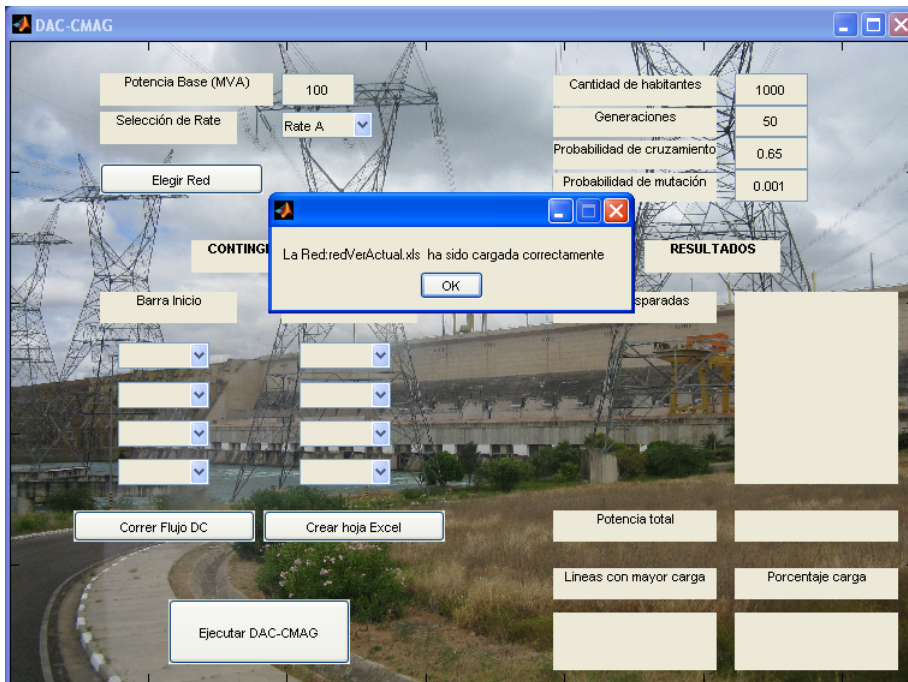 DAC-CMAG
Potencia Base (MVA)
100
Cantidad de habitantes
1000
Selección de Rate
Rate A
Generaciones
50
Probabilidad de cruzamiento
0.65
Elegir Red
Probabilidad de mutación
0.001
La Red:redVerActual.xls ha sido cargada correctamente
OK
RESULTADOS
Barra Inicio
Correr Flujo DC
Crear hoja Excel
Potencia total
Lineas con mayor carga
Porcentaje carga
Ejecutar DAC-CMAG